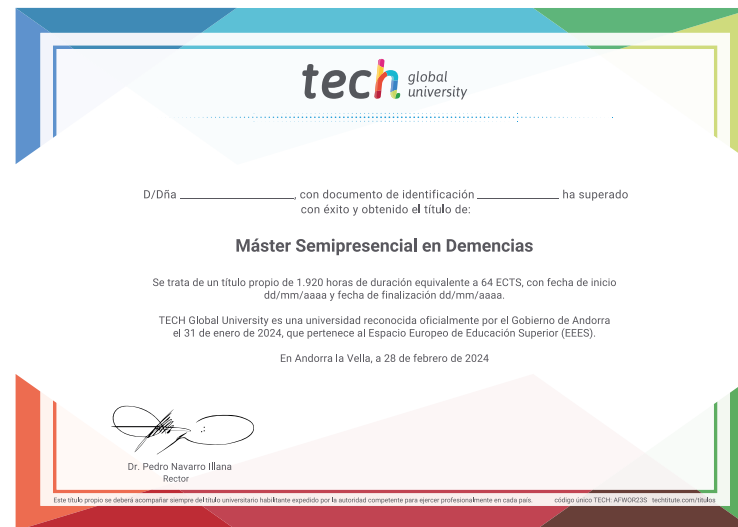 tech global university
D/Dña ____________________, con documento de identificación ______________ ha superado
con éxito y obtenido el título de:
Máster Semipresencial en Demencias
Se trata de un título propio de 1.920 horas de duración equivalente a 64 ECTS, con fecha de inicio
dd/mm/aaaa y fecha de finalización dd/mm/aaaa.
TECH Global University es una universidad reconocida oficialmente por el Gobierno de Andorra
el 31 de enero de 2024, que pertenece al Espacio Europeo de Educación Superior (EEES).
En Andorra la Vella, a 28 de febrero de 2024
Dr. Pedro Navarro Illana
Rector
Este título propio se deberá acompañar siempre del título universitario habilitante expedido por la autoridad competente para ejercer profesionalmente en cada país. código único TECH: AFWOR23S techtitute.com/titulos